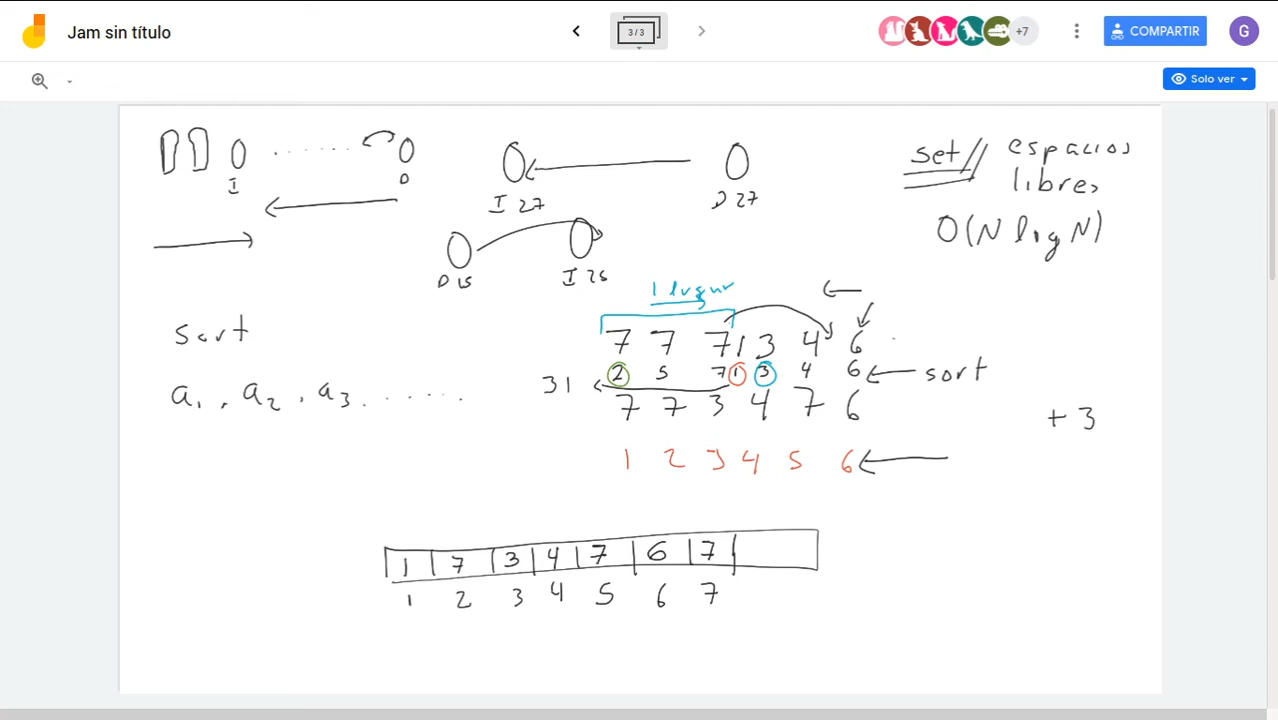 Jam sin título
3 / 3
+7
COMPARTIR
G
Solo ver
I
D
I 27
D 27
set// espacios
libres
O(N log N)
D 15
I 25
1 lugar
sort
7 7 7 1 3 4 6
31
2 5 7 1 3 4 6 ← sort
a1, a2, a3......
7 7 3 4 7 6
+3
1 2 3 4 5 6
1 7 3 4 7 6 7
1 2 3 4 5 6 7